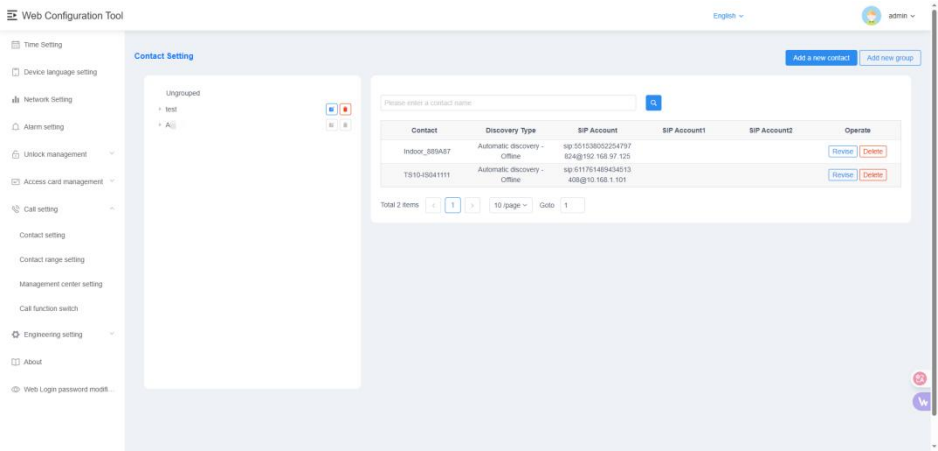 Web Configuration Tool
English
admin
Time Setting
Device language setting
Network Setting
Alarm setting
Unlock management
Access card management
Call setting
Contact setting
Contact range setting
Management center setting
Call function switch
Engineering setting
About
Web Login password modifi...
Contact Setting
Add a new contact
Add new group
Ungrouped
test
Please enter a contact name
Contact Discovery Type SIP Account SIP Account1 SIP Account2 Operate
Indoor_889A87 Automatic discovery - Offline sip:55153805225479 7824@192.168.97.125 Revise Delete
TS10-IS041111 Automatic discovery - Offline sip:611761489434513 408@10.168.1.101 Revise Delete
Total 2 items 1 10 /page Goto 1